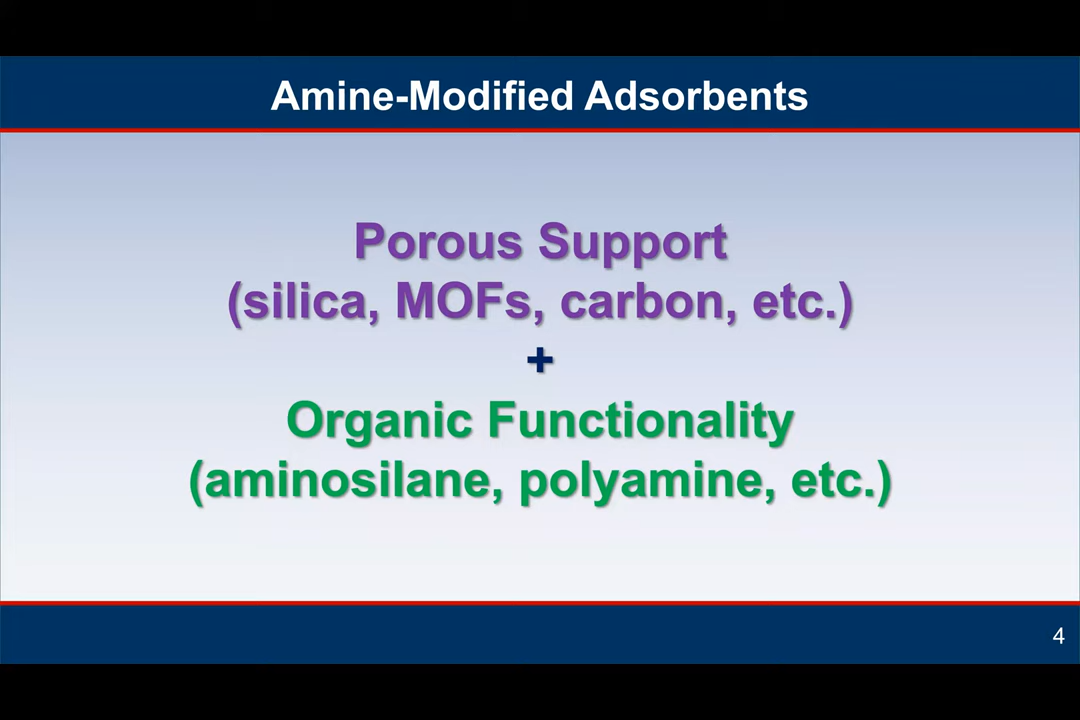 Amine-Modified Adsorbents
Porous Support
(silica, MOFs, carbon, etc.)
+
Organic Functionality
(aminosilane, polyamine, etc.)
4